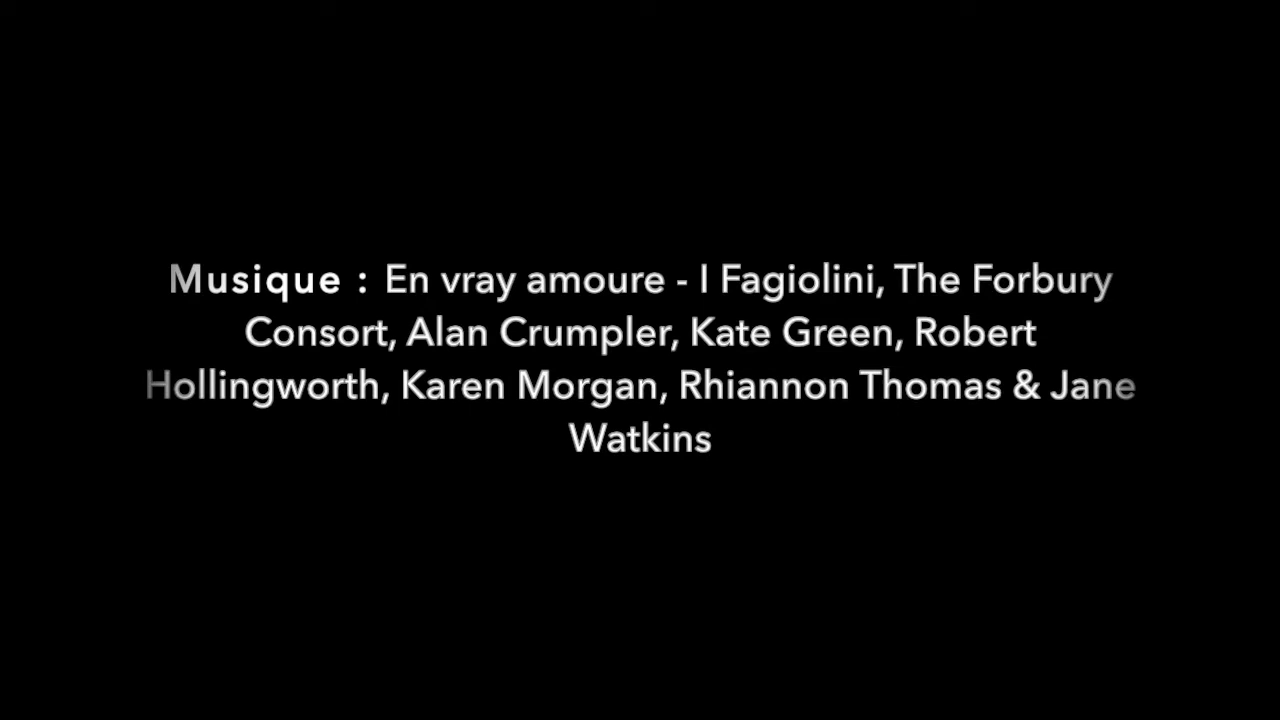 Musique : En vray amoure - I Fagiolini, The Forbury
Consort, Alan Crumpler, Kate Green, Robert
Hollingworth, Karen Morgan, Rhiannon Thomas & Jane
Watkins